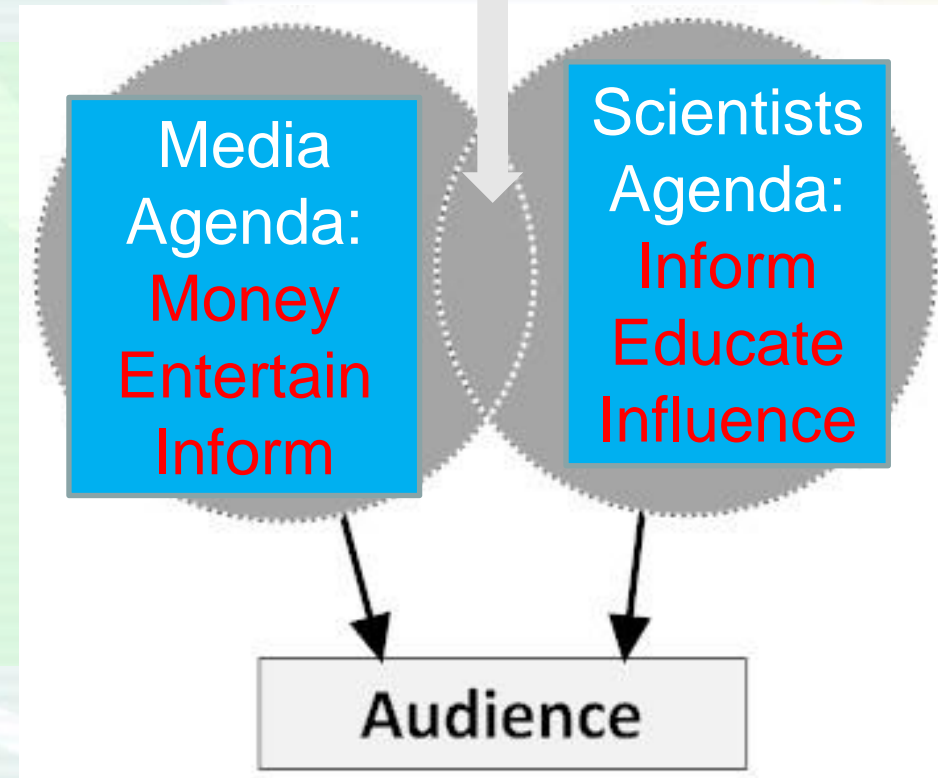 Media
Agenda:
Money
Entertain
Inform
Scientists
Agenda:
Inform
Educate
Influence
Audience